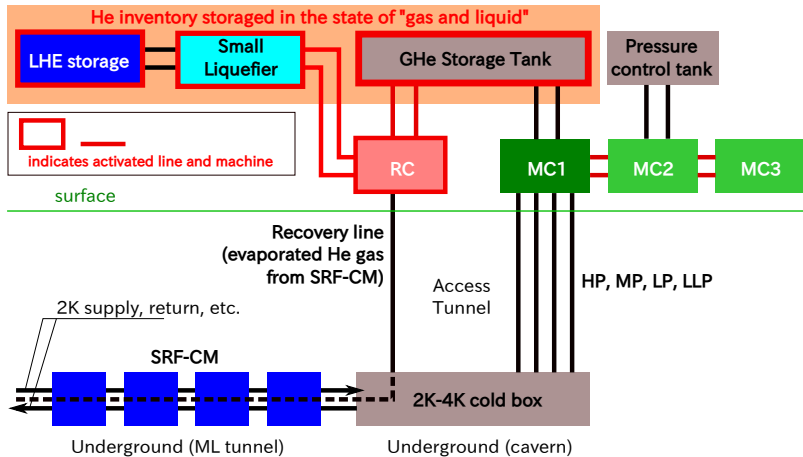 He inventory storaged in the state of "gas and liquid"
LHE storage
Small
Liquefier
GHe Storage Tank
Pressure
control tank
indicates activated line and machine
RC
MC1
MC2
MC3
surface
Recovery line
(evaporated He gas
from SRF-CM)
Access
Tunnel
HP, MP, LP, LLP
2K supply, return, etc.
SRF-CM
2K-4K cold box
Underground (ML tunnel)
Underground (cavern)